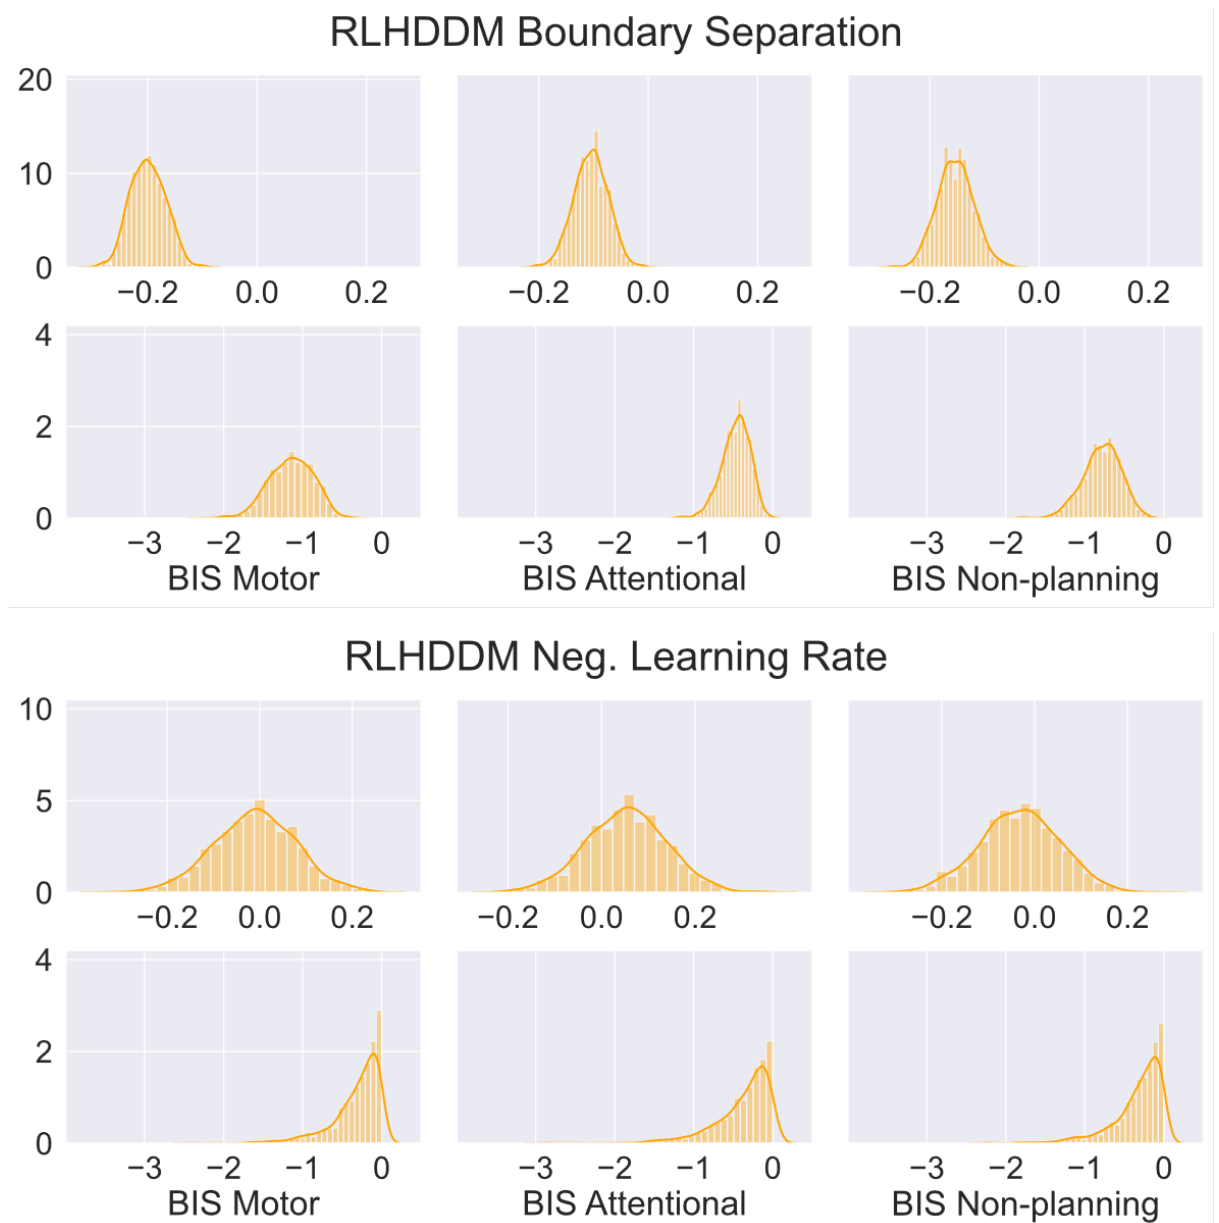 RLHDDM Boundary Separation
20
10
0
−0.2 0.0 0.2 −0.2 0.0 0.2 −0.2 0.0 0.2
4
2
0
−3 −2 −1 0 −3 −2 −1 0 −3 −2 −1 0
BIS Motor BIS Attentional BIS Non-planning
RLHDDM Neg. Learning Rate
10
5
0
−0.2 0.0 0.2 −0.2 0.0 0.2 −0.2 0.0 0.2
4
2
0
−3 −2 −1 0 −3 −2 −1 0 −3 −2 −1 0
BIS Motor BIS Attentional BIS Non-planning